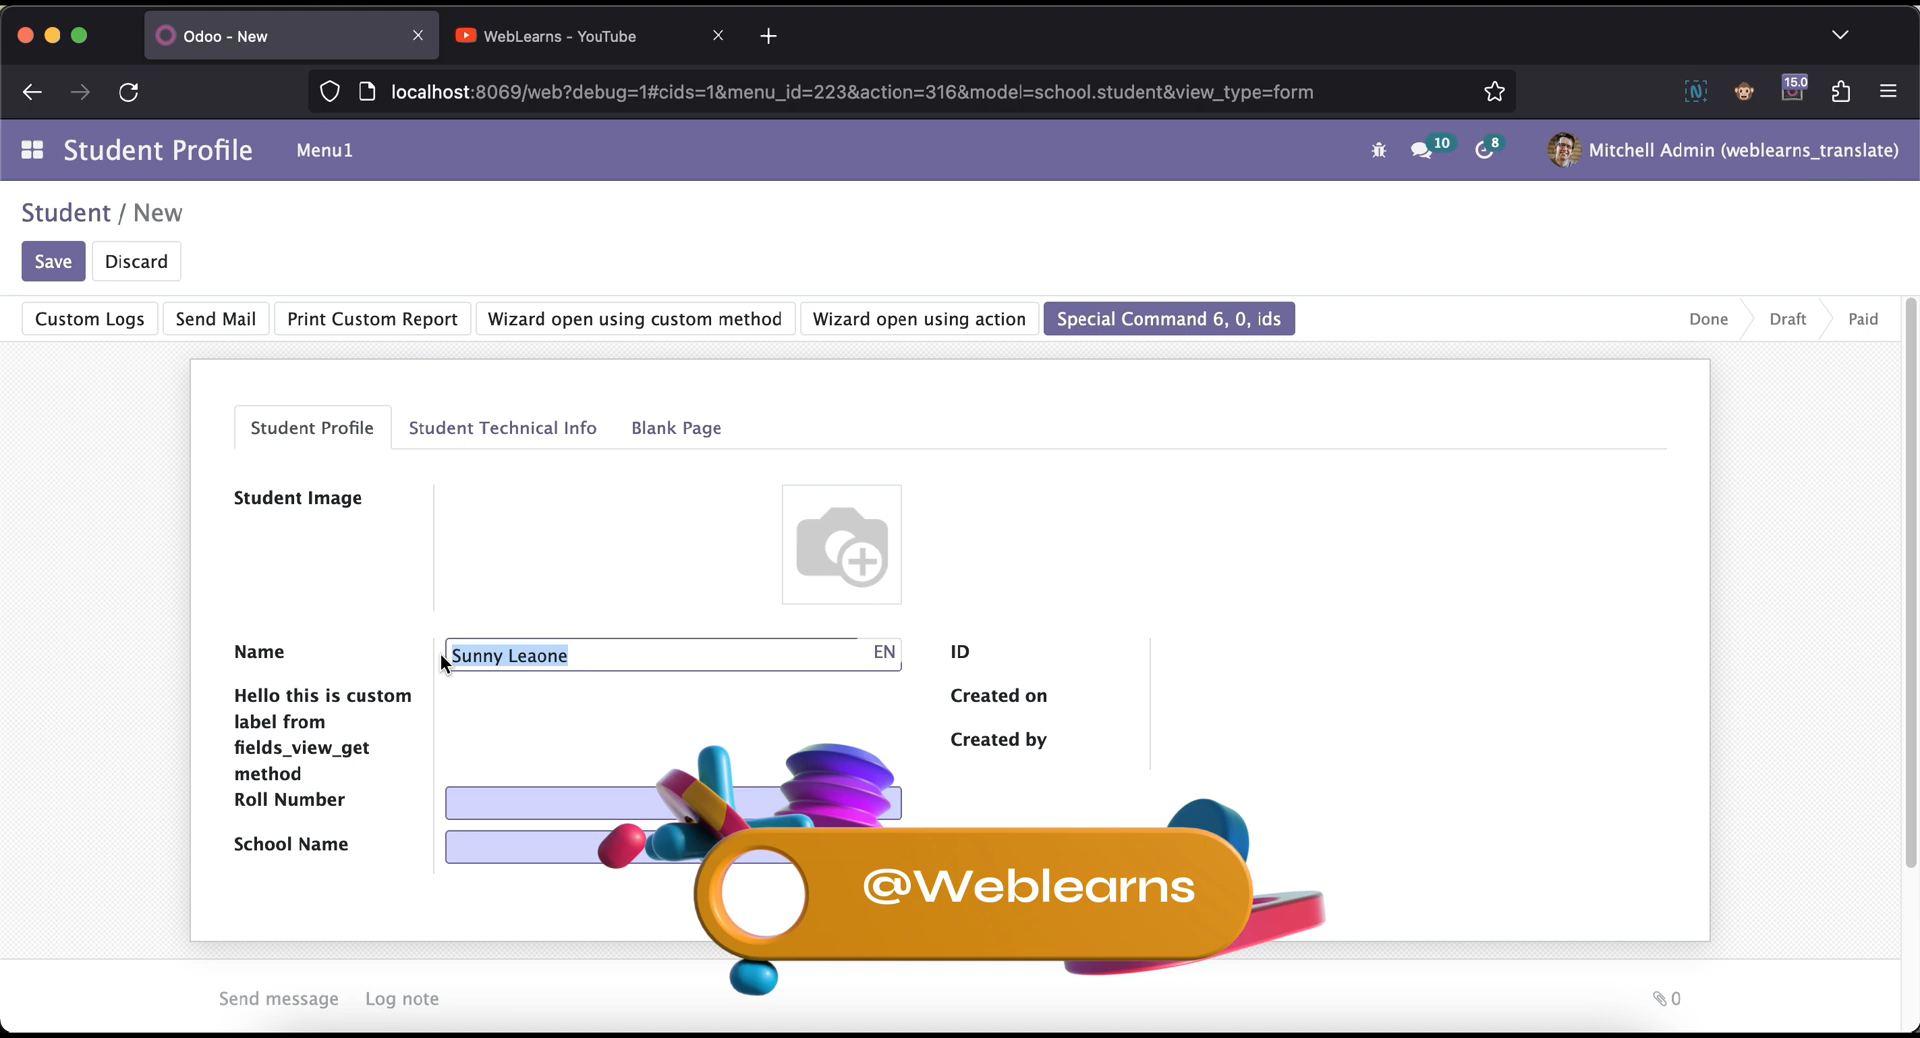 Odoo - New
WebLearns - YouTube
localhost:8069/web?debug=1#cids=1&menu_id=223&action=316&model=school.student&view_type=form
15.0
Student Profile
Menu1
10
8
Mitchell Admin (weblearns_translate)
Student / New
Save
Discard
Custom Logs
Send Mail
Print Custom Report
Wizard open using custom method
Wizard open using action
Special Command 6, 0, ids
Done
Draft
Paid
Student Profile
Student Technical Info
Blank Page
Student Image
Name
Sunny Leaone
EN
ID
Hello this is custom
label from
fields_view_get
method
Created on
Created by
Roll Number
School Name
@Weblearns
Send message
Log note
0